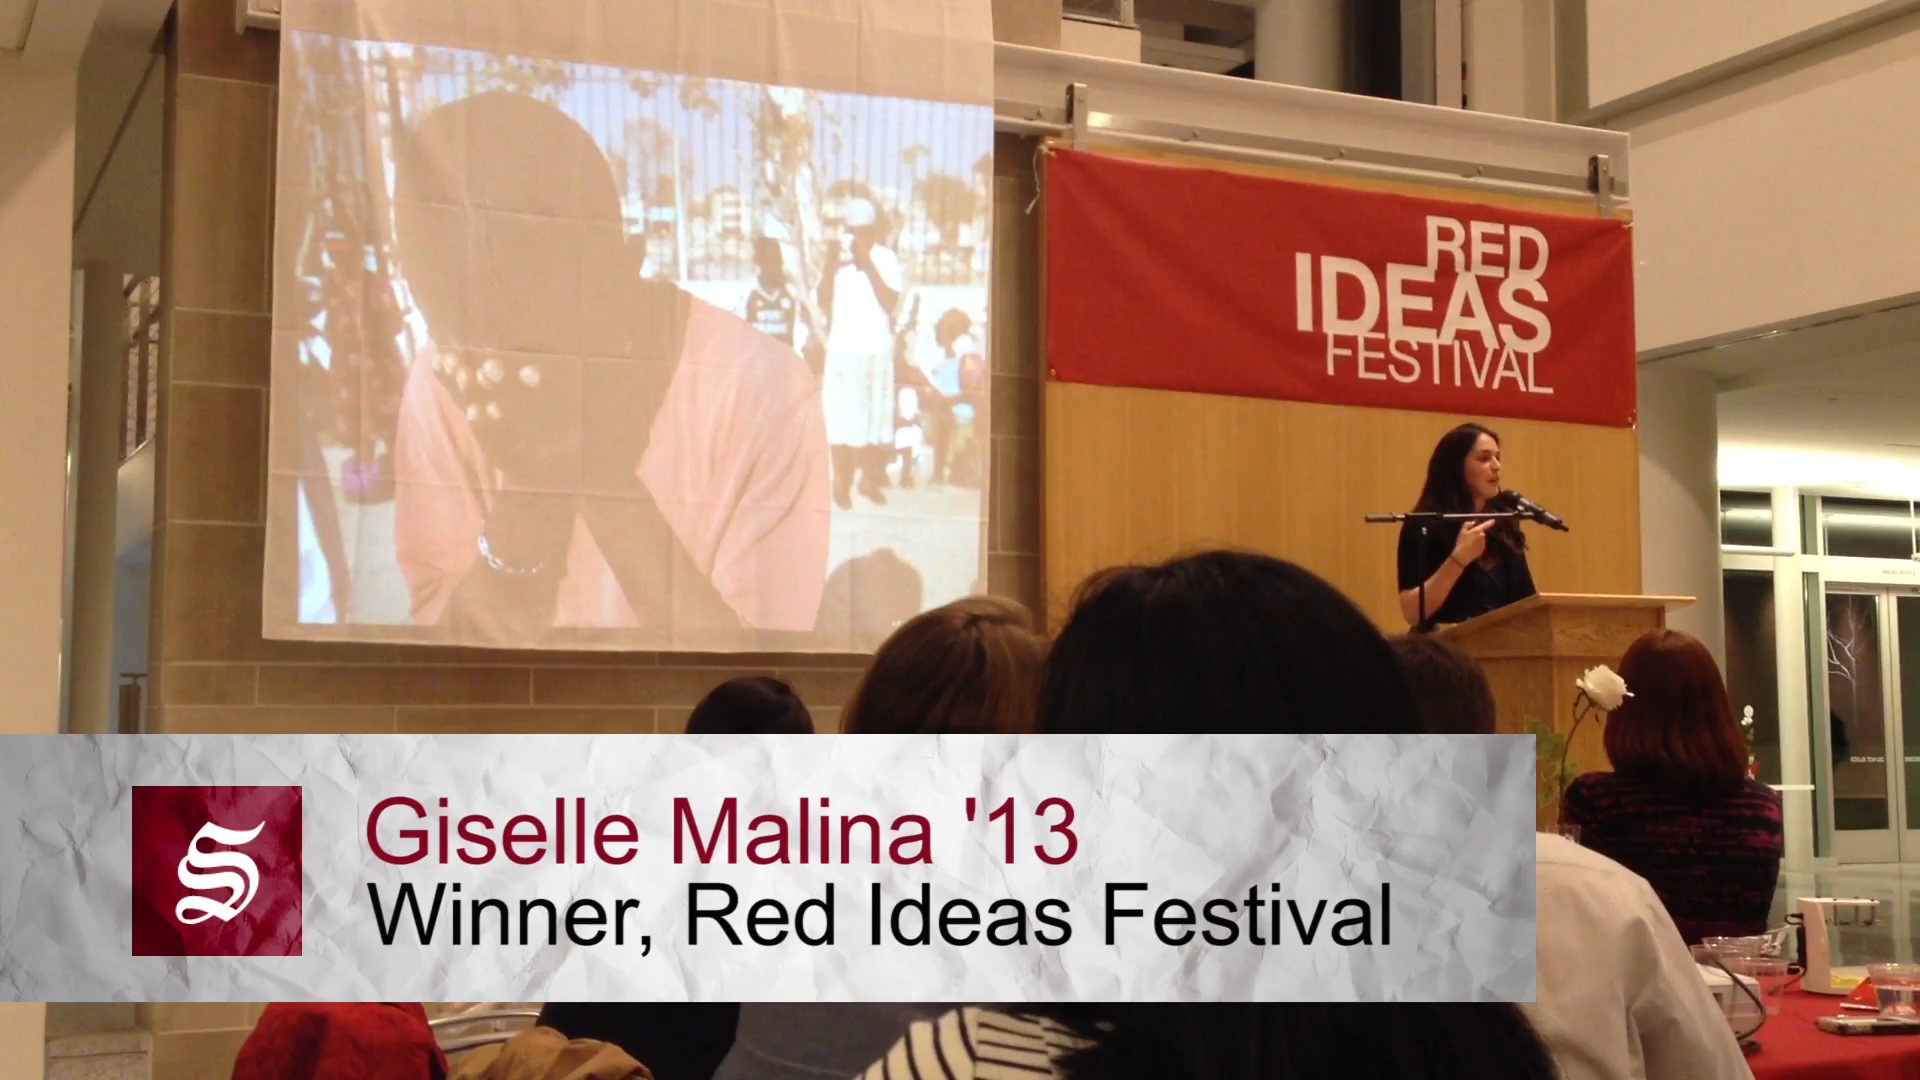 RED
IDEAS
FESTIVAL
S
Giselle Malina '13
Winner, Red Ideas Festival